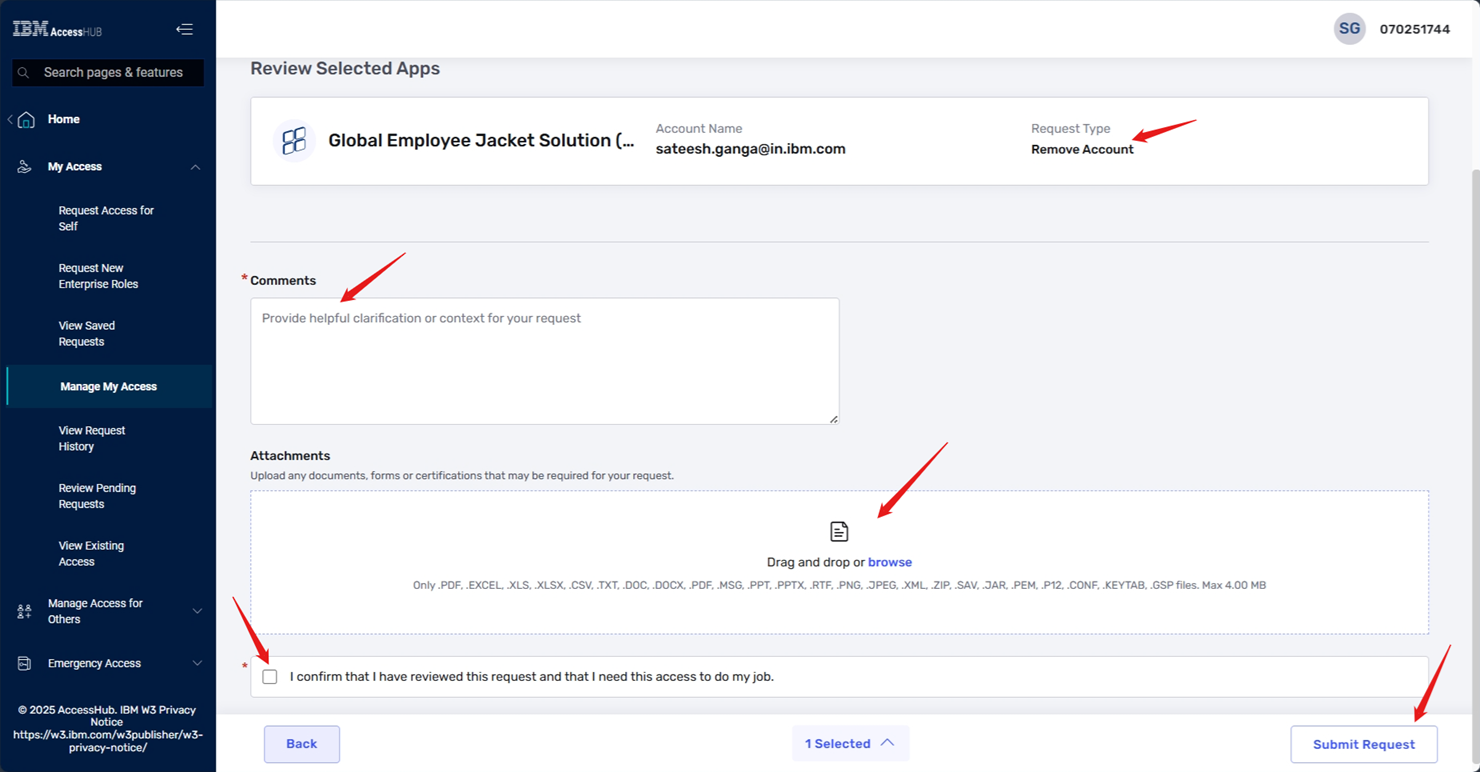 IBM AccessHUB
Search pages & features
Home
My Access
Request Access for
Self
Request New
Enterprise Roles
View Saved
Requests
Manage My Access
View Request
History
Review Pending
Requests
View Existing
Access
Manage Access for
Others
Emergency Access
© 2025 AccessHub. IBM W3 Privacy
Notice
https://w3.ibm.com/w3publisher/w3-
privacy-notice/
SG 070251744
Review Selected Apps
Global Employee Jacket Solution (...
Account Name
sateesh.ganga@in.ibm.com
Request Type
Remove Account
* Comments
Provide helpful clarification or context for your request
Attachments
Upload any documents, forms or certifications that may be required for your request.
Drag and drop or browse
Only .PDF, .EXCEL, .XLS, .XLSX, .CSV, .TXT, .DOC, .DOCX, .PDF, .MSG, .PPT, .PPTX, .RTF, .PNG, .JPEG, .XML, .ZIP, .SAV, .JAR, .PEM, .P12, .CONF, .KEYTAB, .GSP files. Max 4.00 MB
* I confirm that I have reviewed this request and that I need this access to do my job.
Back
1 Selected
Submit Request